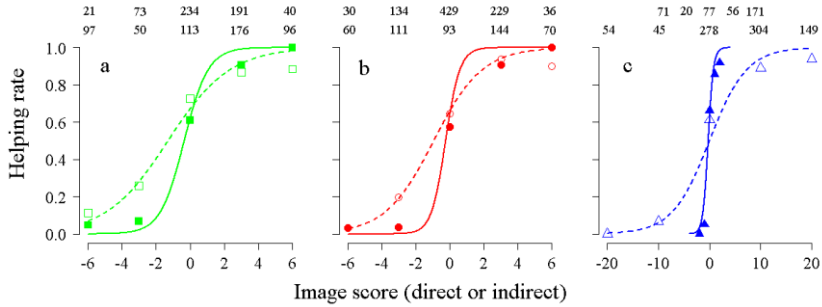 21 73 234 191 40 30 134 429 229 36 71 20 77 56 171
97 50 113 176 96 60 111 93 144 70 54 45 278 304 149
1.0
0.8
0.6
0.4
0.2
0.0
Helping rate
a b c
-6 -4 -2 0 2 4 6 -6 -4 -2 0 2 4 6 -20 -10 0 10 20
Image score (direct or indirect)